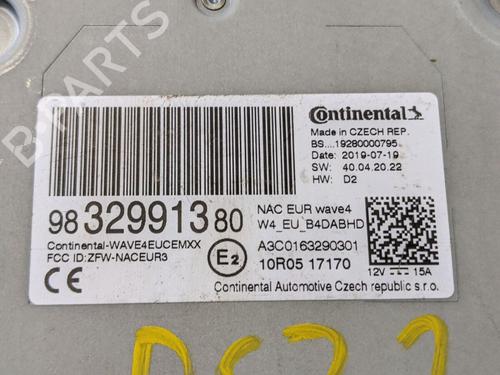 B-PARTS
Continental
Made in CZECH REP.
BS....19280000795.
Date: 2019-07-19
SW: 40.04.20.22
HW: D2
98 329913 80
NAC EUR wave4
W4_EU_B4DABHD
Continental-WAVE4EUCEMXX
FCC ID:ZFW-NACEUR3
E2
A3C0163290301
10R05 17170
12V 15A
CE
Continental Automotive Czech republic s.r.o.